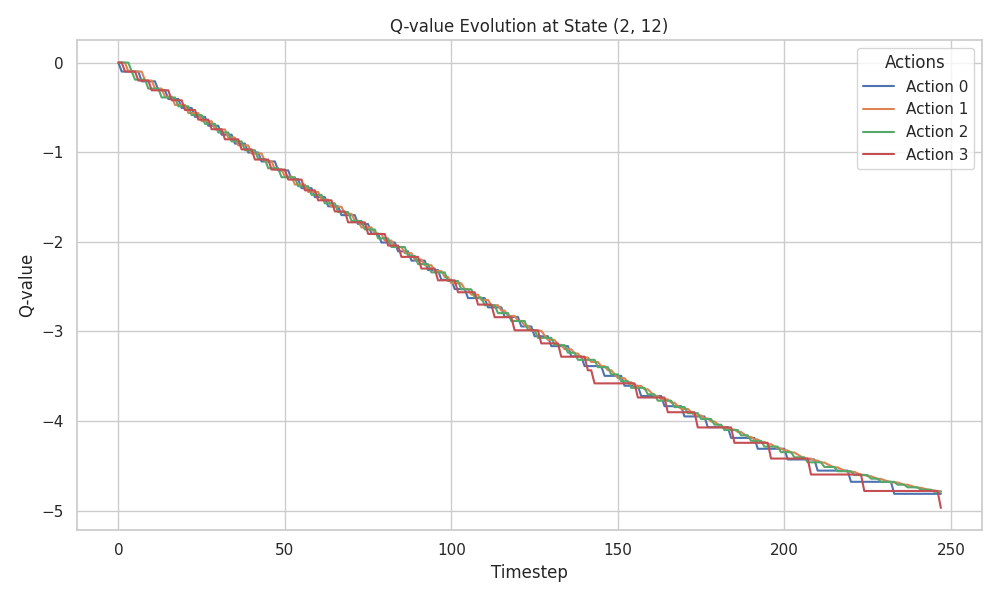 Q-value Evolution at State (2, 12)
Actions
Action 0
Action 1
Action 2
Action 3
Q-value
0
−1
−2
−3
−4
−5
0 50 100 150 200 250
Timestep